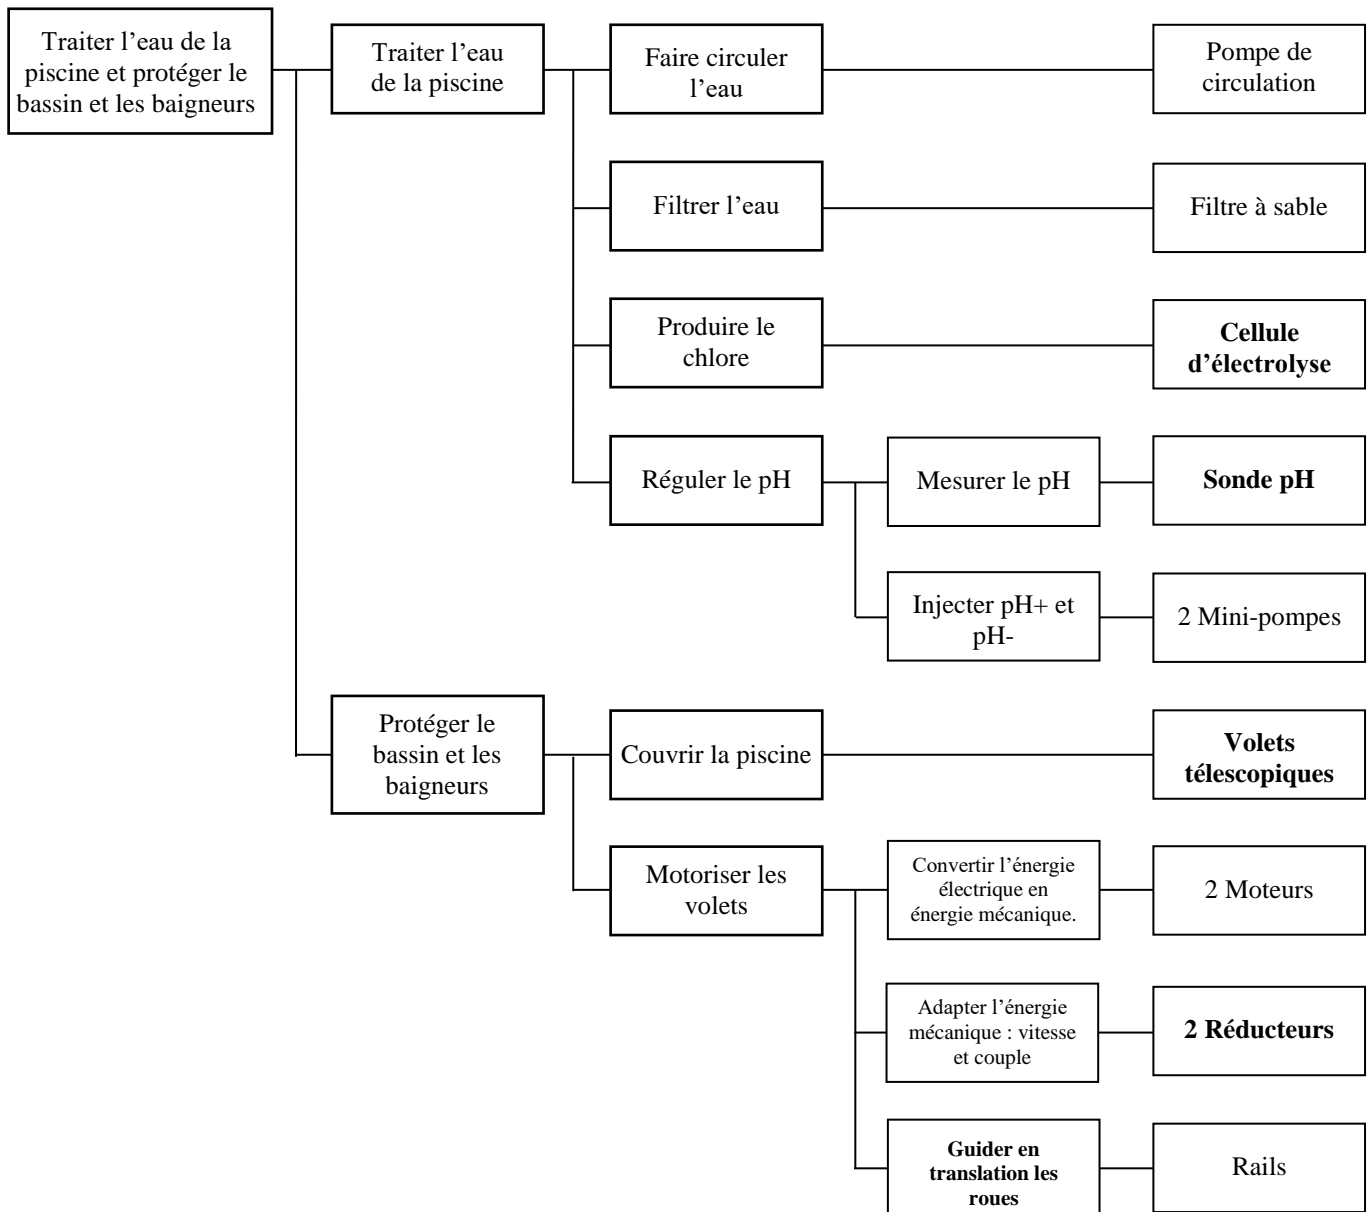 Traiter l’eau de la
piscine et protéger le
bassin et les baigneurs
Traiter l’eau
de la piscine
Faire circuler
l’eau
Pompe de
circulation
Filtrer l’eau
Filtre à sable
Produire le
chlore
Cellule
d’électrolyse
Réguler le pH
Mesurer le pH
Sonde pH
Injecter pH+ et
pH-
2 Mini-pompes
Protéger le
bassin et les
baigneurs
Couvrir la piscine
Volets
télescopiques
Motoriser les
volets
Convertir l’énergie
électrique en
énergie mécanique.
2 Moteurs
Adapter l’énergie
mécanique : vitesse
et couple
2 Réducteurs
Guider en
translation les
roues
Rails